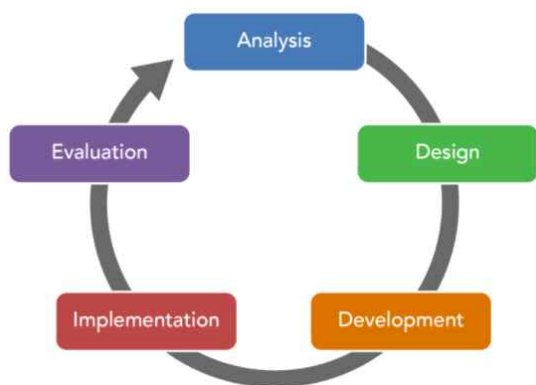 Analysis
Design
Development
Implementation
Evaluation